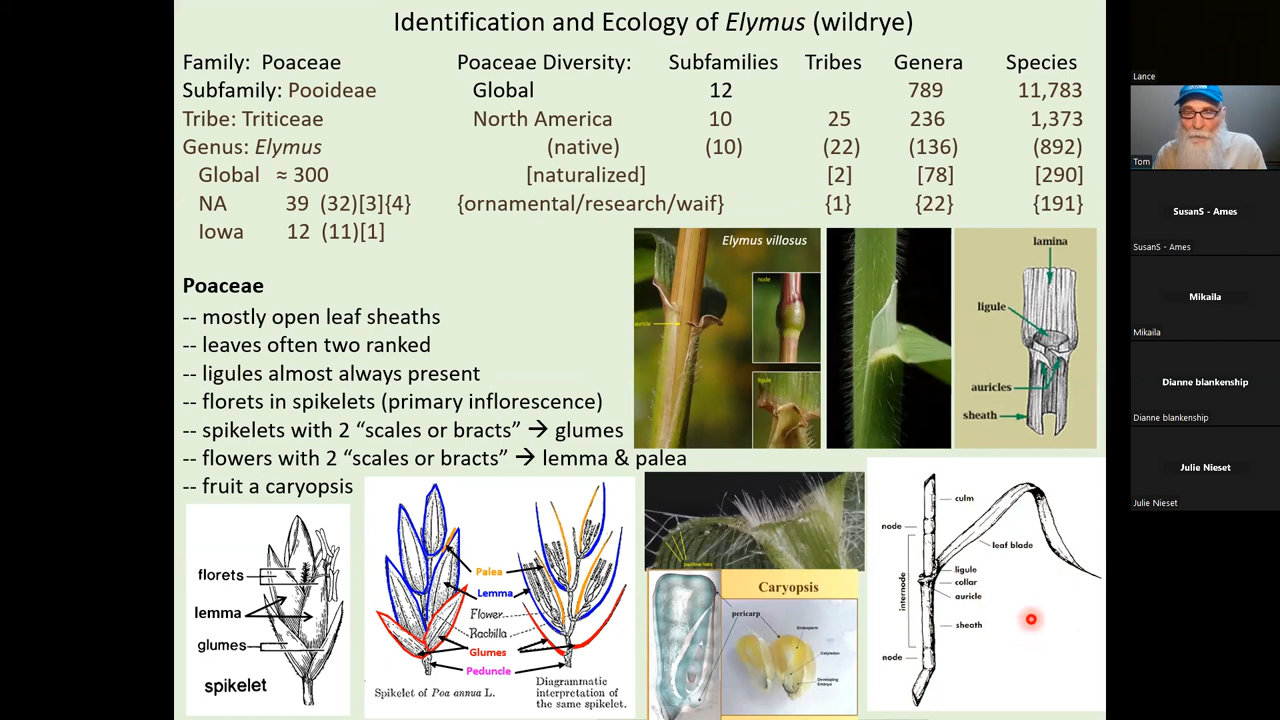 Identification and Ecology of Elymus (wildrye)
Family: Poaceae
Subfamily: Pooideae
Tribe: Triticeae
Genus: Elymus
Global ≈ 300
NA 39 (32)[3]{4}
Iowa 12 (11)[1]
Poaceae Diversity: Subfamilies Tribes Genera Species
Global 12 789 11,783
North America 10 25 236 1,373
(native) (10) (22) (136) (892)
[naturalized] [2] [78] [290]
{ornamental/research/waif} {1} {22} {191}
Poaceae
-- mostly open leaf sheaths
-- leaves often two ranked
-- ligules almost always present
-- florets in spikelets (primary inflorescence)
-- spikelets with 2 “scales or bracts” → glumes
-- flowers with 2 “scales or bracts” → lemma & palea
-- fruit a caryopsis
Elymus villosus
node
auricle
ligule
lamina
ligule
auricles
sheath
florets
lemma
glumes
spikelet
Palea
Lemma
Flower
Rachilla
Glumes
Peduncle
Spikelet of Poa annua L.
Diagrammatic
interpretation of
the same spikelet.
Caryopsis
pericarp
Endosperm
Developing
Embryo
culm
node
leaf blade
ligule
collar
auricle
internode
sheath
node
Lance
Tom
SusanS - Ames
SusanS - Ames
Mikaila
Mikaila
Dianne blankenship
Dianne blankenship
Julie Nieset
Julie Nieset